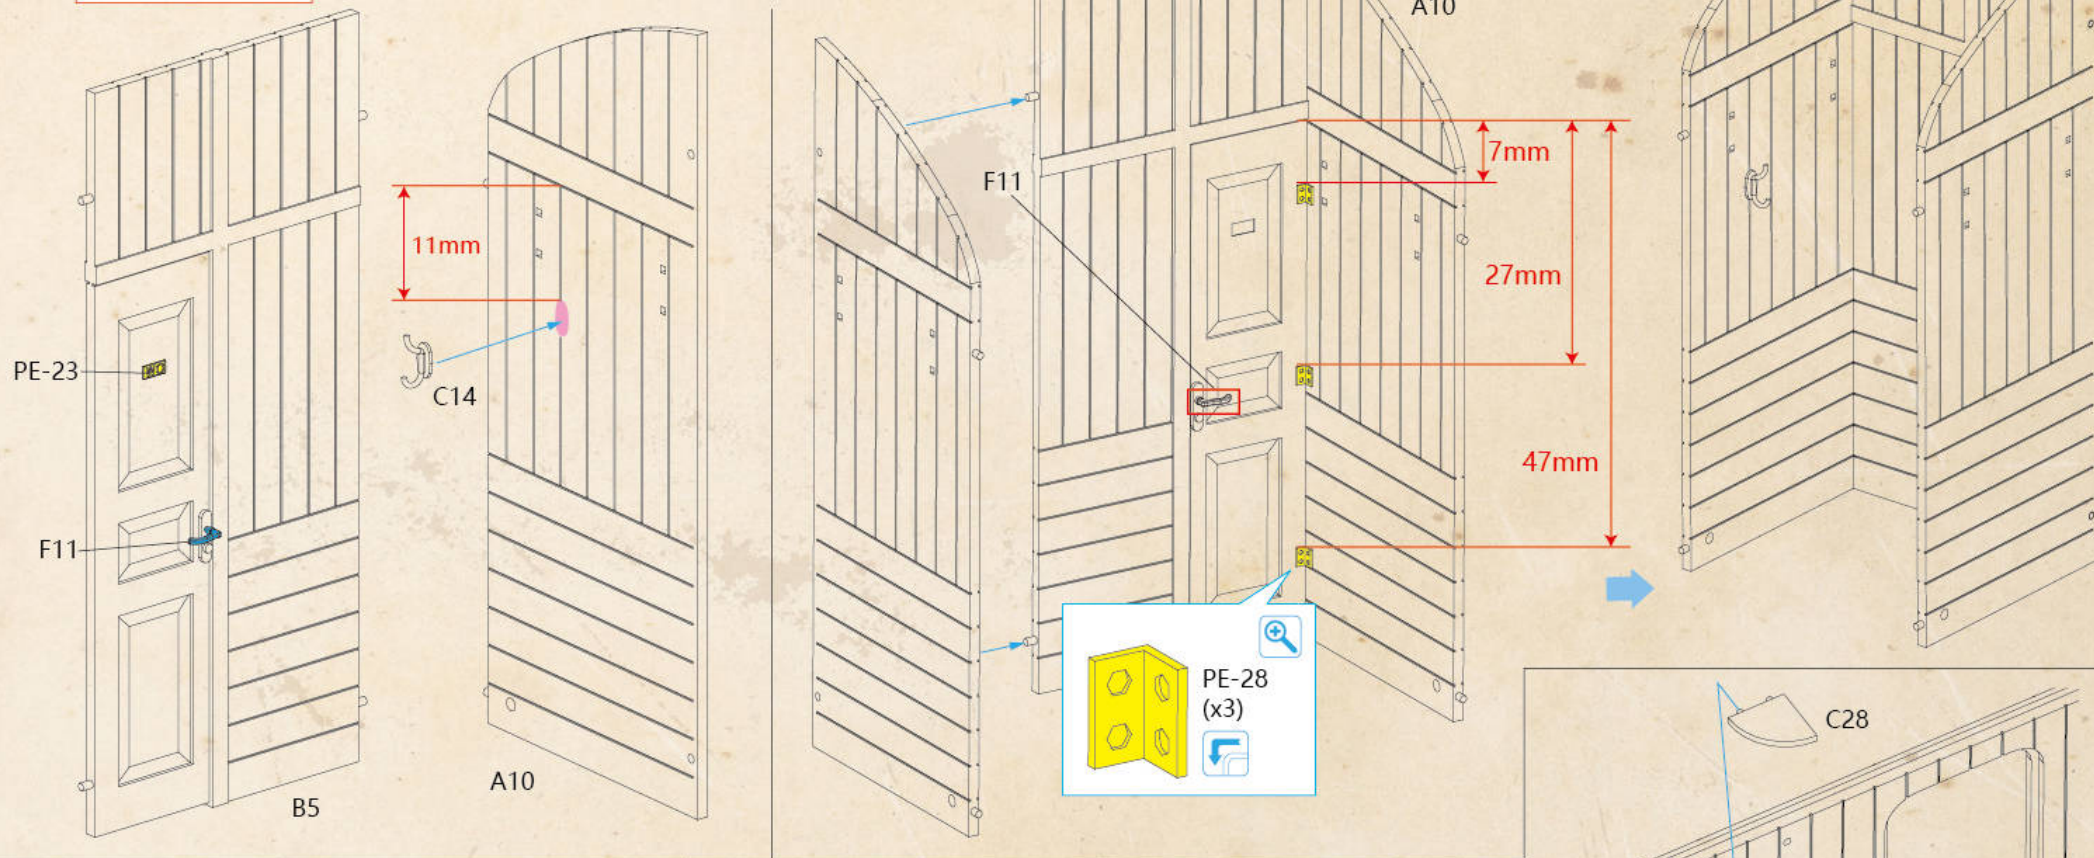 A10
F11
7mm
11mm
27mm
PE-23
C14
47mm
F11
PE-28
(x3)
C28
A10
B5